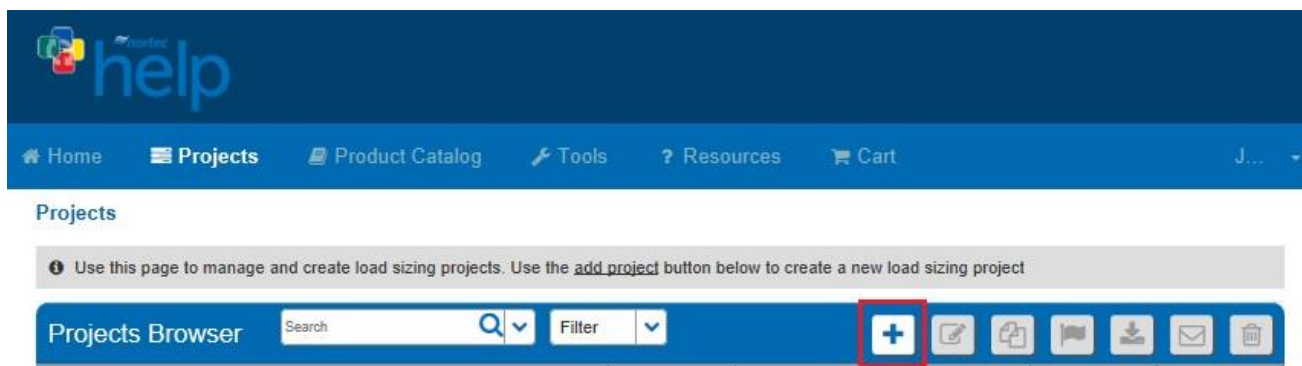 nortec
help
Home Projects Product Catalog Tools ? Resources Cart J...
Projects
Use this page to manage and create load sizing projects. Use the add project button below to create a new load sizing project
Projects Browser Search Filter